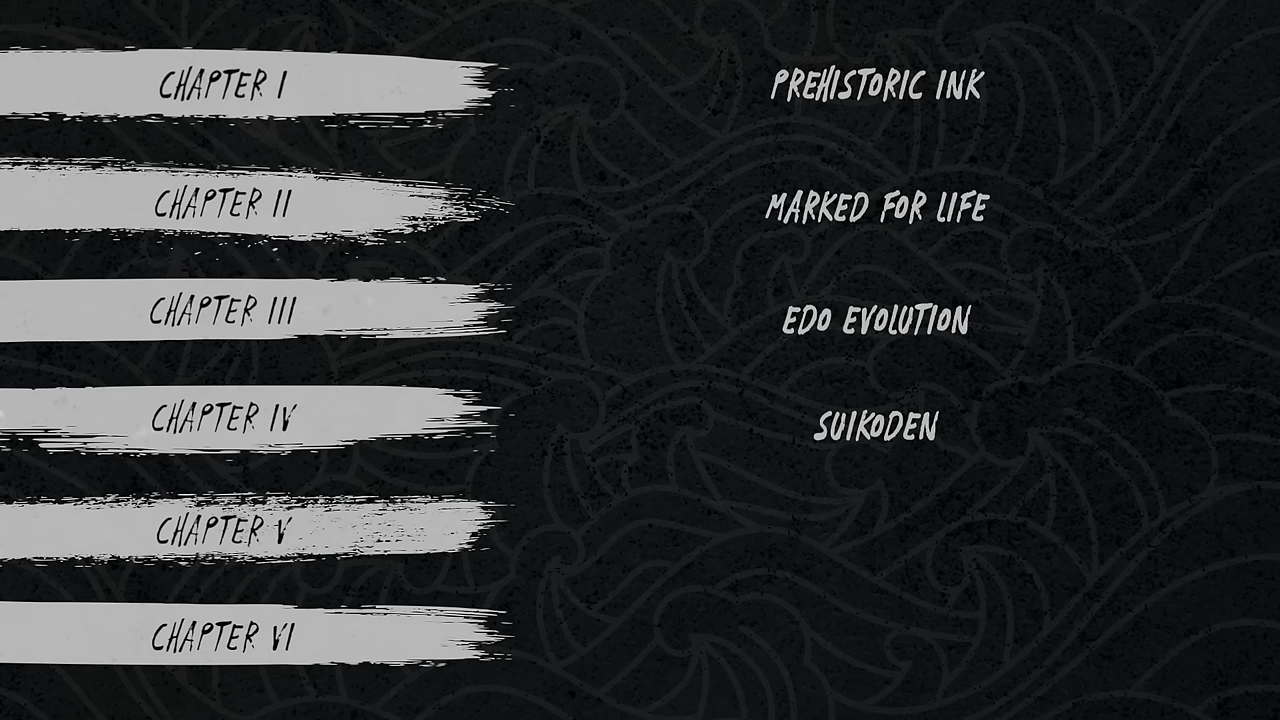 CHAPTER I
PREHISTORIC INK
CHAPTER II
MARKED FOR LIFE
CHAPTER III
EDO EVOLUTION
CHAPTER IV
SUIKODEN
CHAPTER V
CHAPTER VI